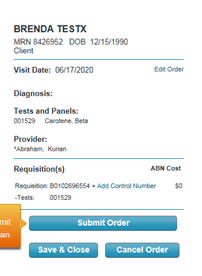 BRENDA TESTX
MRN 8426952 DOB 12/15/1990
Client
Visit Date: 06/17/2020 Edit Order
Diagnosis:
Tests and Panels:
001529 Carotene, Beta
Provider:
*Abraham, Kurian
Requisition(s) ABN Cost
Requisition: B0102696554 + Add Control Number $0
-Tests: 001529
mit
ain
Submit Order
Save & Close Cancel Order